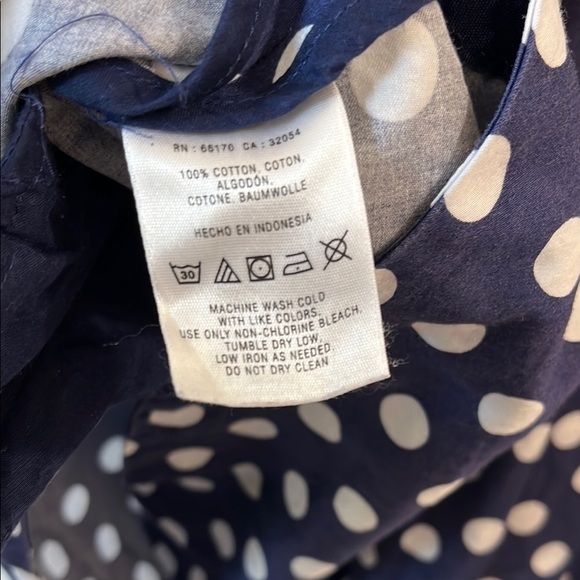 RN : 66170 CA : 32054
100% COTTON, COTON,
ALGODÓN,
COTONE, BAUMWOLLE
HECHO EN INDONESIA
30
MACHINE WASH COLD
WITH LIKE COLORS,
USE ONLY NON-CHLORINE BLEACH,
TUMBLE DRY LOW,
LOW IRON AS NEEDED,
DO NOT DRY CLEAN